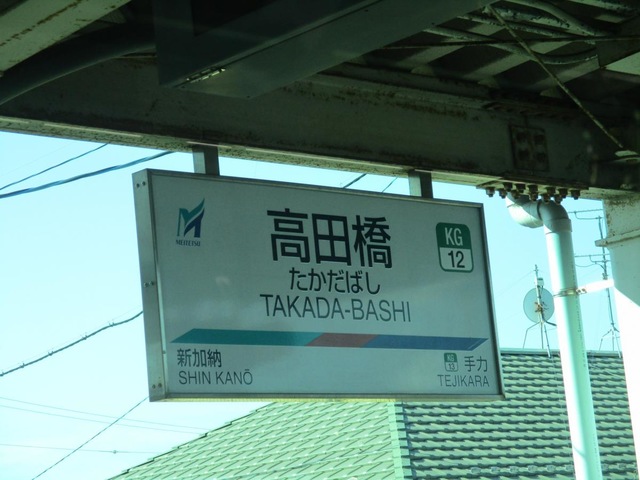 MEITETSU
高田橋
KG
12
たかだばし
TAKADA-BASHI
新加納
SHIN KANŌ
KG
13
手力
TEJIKARA